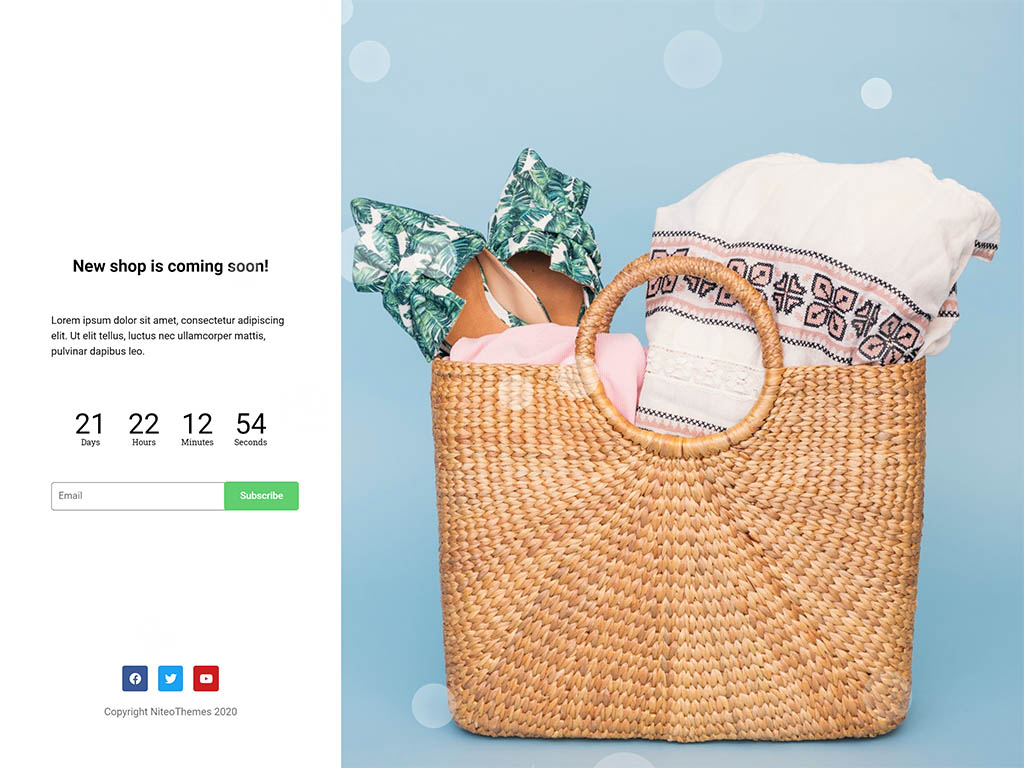 New shop is coming soon!
Lorem ipsum dolor sit amet, consectetur adipiscing
elit. Ut elit tellus, luctus nec ullamcorper mattis,
pulvinar dapibus leo.
21 22 12 54
Days Hours Minutes Seconds
Email Subscribe
Copyright NiteoThemes 2020